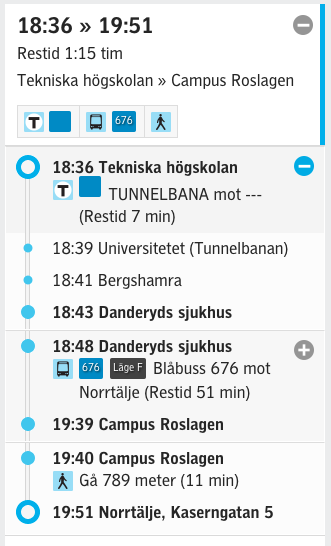 18:36 » 19:51
Restid 1:15 tim
Tekniska högskolan » Campus Roslagen
T 676
18:36 Tekniska högskolan
T TUNNELBANA mot ---
(Restid 7 min)
18:39 Universitetet (Tunnelbanan)
18:41 Bergshamra
18:43 Danderyds sjukhus
18:48 Danderyds sjukhus
676 Läge F Blåbuss 676 mot
Norrtälje (Restid 51 min)
19:39 Campus Roslagen
19:40 Campus Roslagen
Gå 789 meter (11 min)
19:51 Norrtälje, Kaserngatan 5